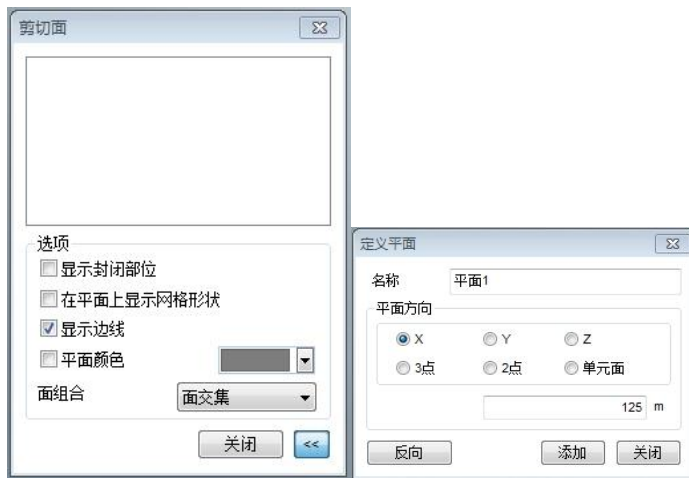 剪切面
选项
显示封闭部位
在平面上显示网格形状
显示边线
平面颜色
面组合 面交集
关闭 <<
定义平面
名称 平面1
平面方向
X Y Z
3点 2点 单元面
125 m
反向 添加 关闭